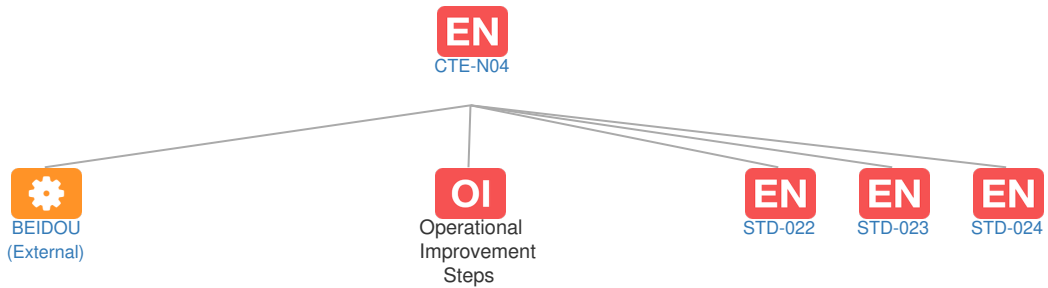 EN
CTE-N04
BEIDOU
(External)
OI
Operational
Improvement
Steps
EN
STD-022
EN
STD-023
EN
STD-024